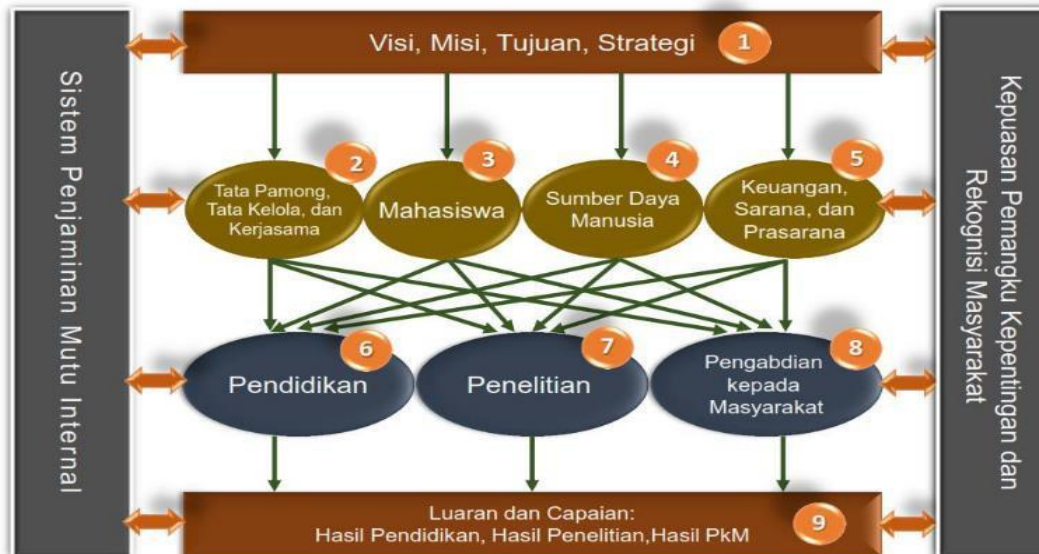 Sistem Penjaminan Mutu Internal
Visi, Misi, Tujuan, Strategi
1
Tata Pamong,
Tata Kelola, dan
Kerjasama
2
Mahasiswa
3
Sumber Daya
Manusia
4
Keuangan,
Sarana, dan
Prasarana
5
Pendidikan
6
Penelitian
7
Pengabdian
kepada
Masyarakat
8
Luaran dan Capaian:
Hasil Pendidikan, Hasil Penelitian,Hasil PkM
9
Kepuasan Pemangku Kepentingan dan
Rekognisi Masyarakat